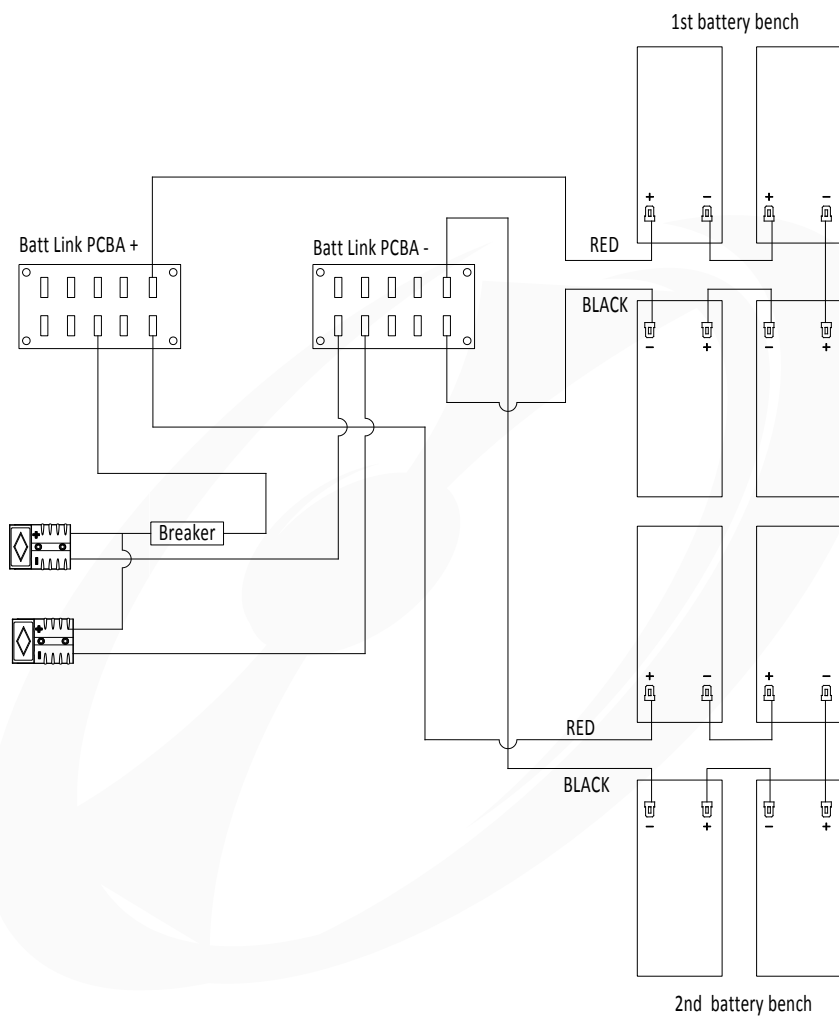 1st battery bench
+ − + −
Batt Link PCBA +
Batt Link PCBA -
RED
BLACK
− + − +
Breaker
+
-
+
-
+ − + −
RED
BLACK
− + − +
2nd battery bench